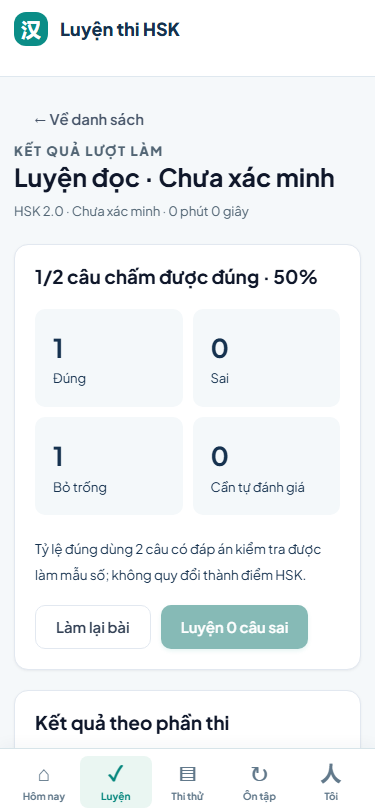 汉 Luyện thi HSK
← Về danh sách
KẾT QUẢ LƯỢT LÀM
Luyện đọc · Chưa xác minh
HSK 2.0 · Chưa xác minh · 0 phút 0 giây
1/2 câu chấm được đúng · 50%
1 0
Đúng Sai
1 0
Bỏ trống Cần tự đánh giá
Tỷ lệ đúng dùng 2 câu có đáp án kiểm tra được
làm mẫu số; không quy đổi thành điểm HSK.
Làm lại bài Luyện 0 câu sai
Kết quả theo phần thi
Hôm nay Luyện Thi thử Ôn tập Tôi